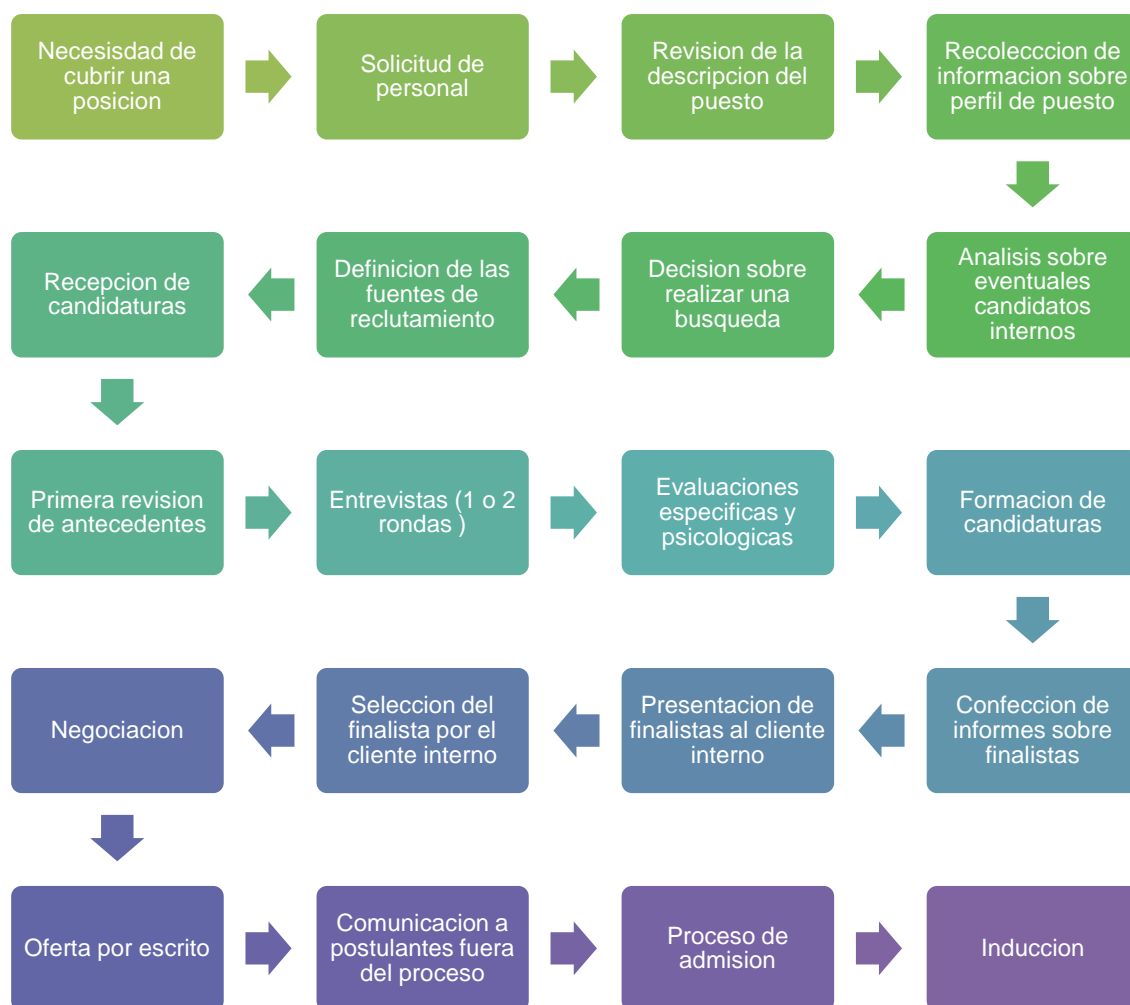 Necesisdad de
cubrir una
posicion
Solicitud de
personal
Revision de la
descripcion del
puesto
Recolecccion de
informacion sobre
perfil de puesto
Analisis sobre
eventuales
candidatos
internos
Decision sobre
realizar una
busqueda
Definicion de las
fuentes de
reclutamiento
Recepcion de
candidaturas
Primera revision
de antecedentes
Entrevistas (1 o 2
rondas )
Evaluaciones
especificas y
psicologicas
Formacion de
candidaturas
Confeccion de
informes sobre
finalistas
Presentacion de
finalistas al cliente
interno
Seleccion del
finalista por el
cliente interno
Negociacion
Oferta por escrito
Comunicacion a
postulantes fuera
del proceso
Proceso de
admision
Induccion